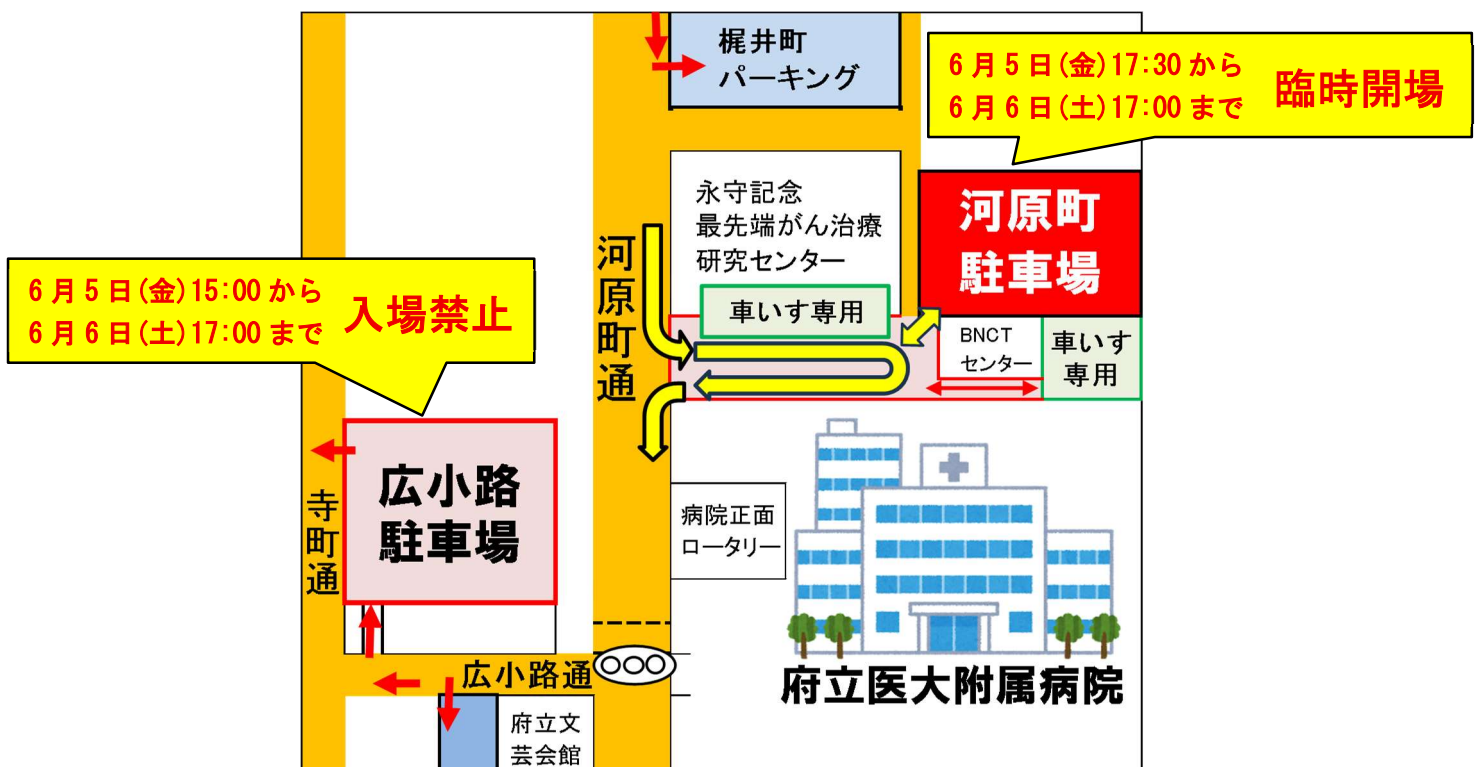 梶井町
パーキング
6月5日(金)17:30から
6月6日(土)17:00まで
臨時開場
永守記念
最先端がん治療
研究センター
河原町
駐車場
河原町通
車いす専用
BNCT
センター
車いす
専用
6月5日(金)15:00から
6月6日(土)17:00まで
入場禁止
広小路
駐車場
寺町通
病院正面
ロータリー
広小路通
府立医大附属病院
府立文
芸会館